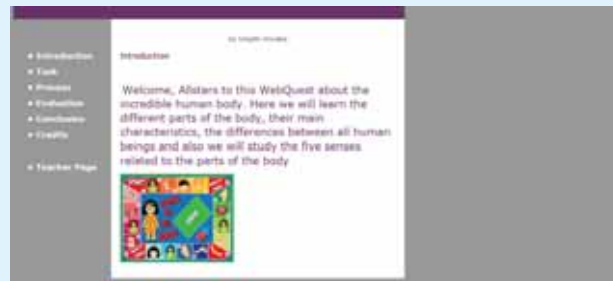 Introduction
• Introduction
• Task
• Process
• Evaluation
• Conclusion
• Credits
• Teacher Page
Welcome, Allstars to this WebQuest about the
incredible human body. Here we will learn the
different parts of the body, their main
characteristics, the differences between all human
beings and also we will study the five senses
related to the parts of the body